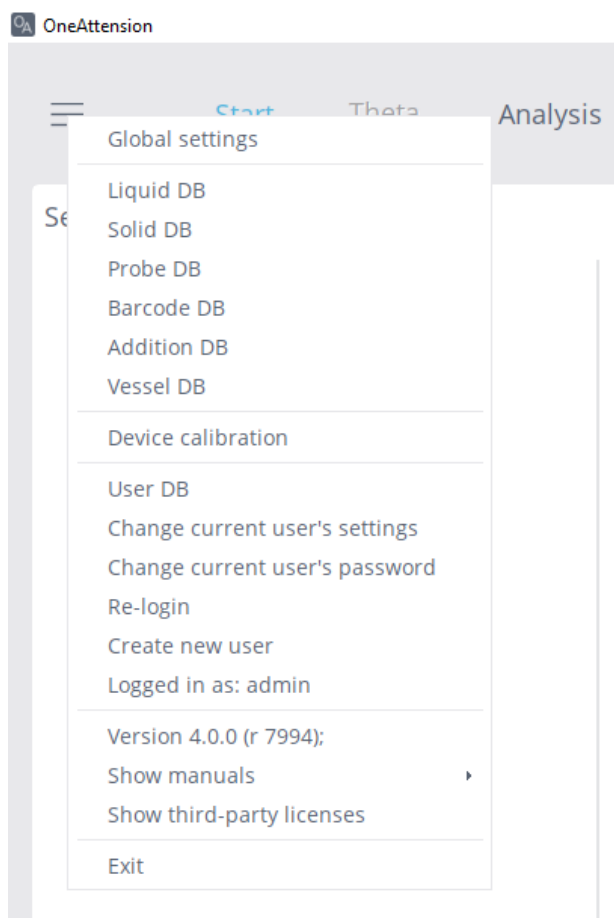 OA OneAttension
Start Theta Analysis
Global settings
Se
Liquid DB
Solid DB
Probe DB
Barcode DB
Addition DB
Vessel DB
Device calibration
User DB
Change current user's settings
Change current user's password
Re-login
Create new user
Logged in as: admin
Version 4.0.0 (r 7994);
Show manuals
Show third-party licenses
Exit